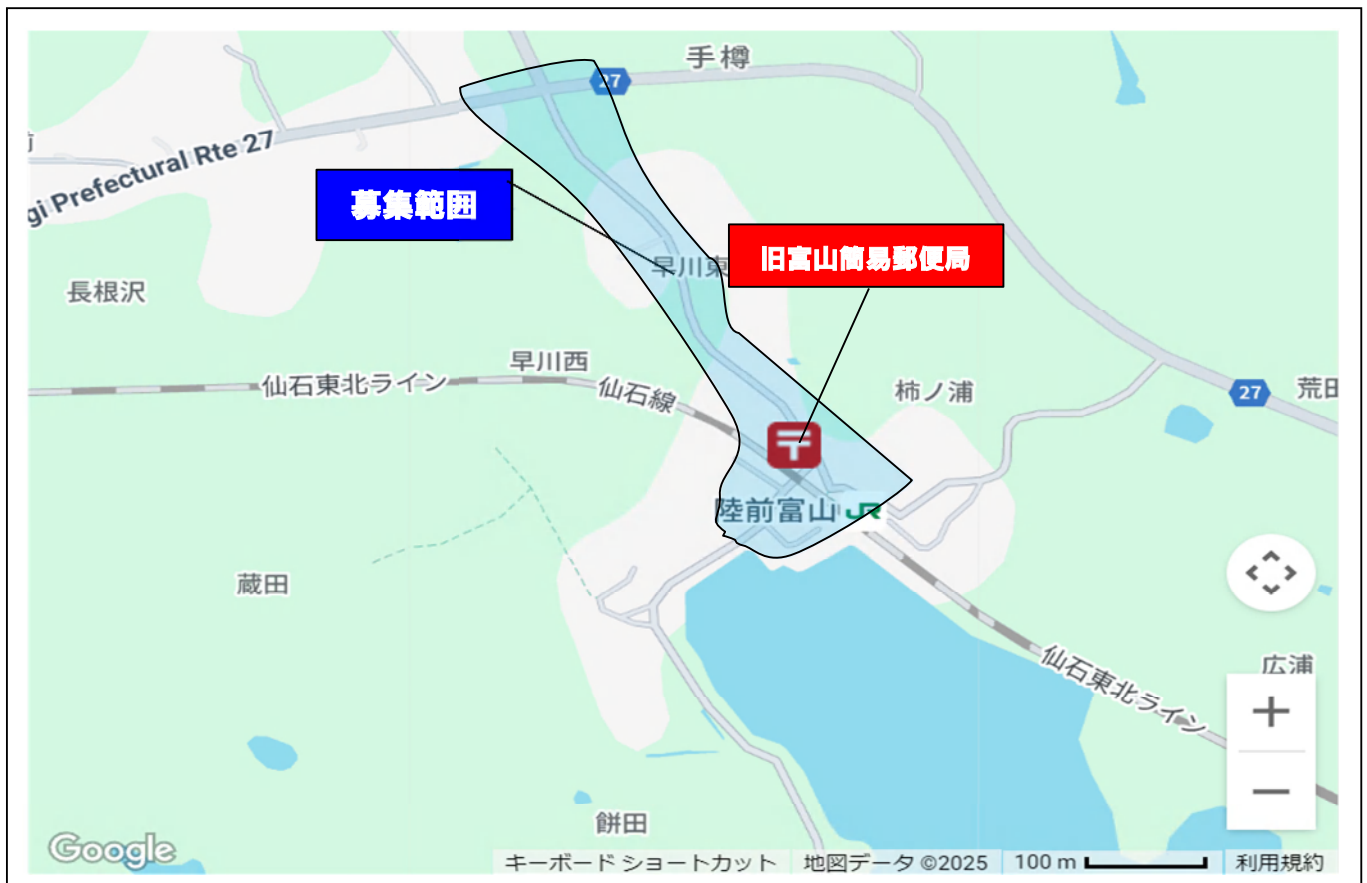 手樽
27
gi Prefectural Rte 27
募集範囲
旧富山簡易郵便局
早川東
長根沢
早川西
仙石東北ライン
仙石線
柿ノ浦
27
荒田
〒
陸前富山
JR
蔵田
仙石東北ライン
広浦
餅田
Google
キーボード ショートカット
地図データ ©2025
100 m
利用規約